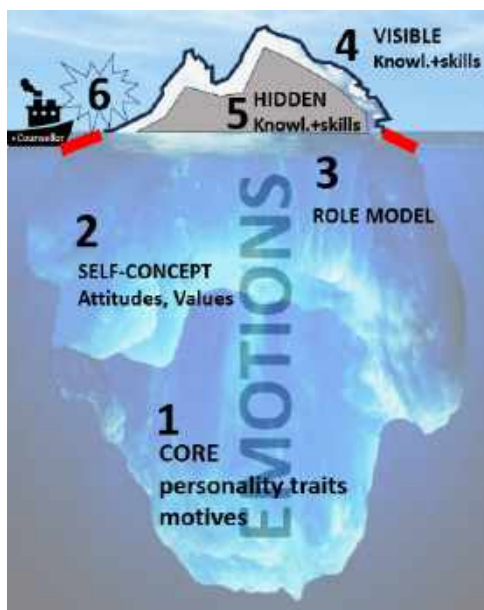 4 VISIBLE
Knowl.+skills
6
5 HIDDEN
Knowl.+skills
+Counsellor
3
ROLE MODEL
2
SELF-CONCEPT
Attitudes, Values
EMOTIONS
1
CORE
personality traits
motives